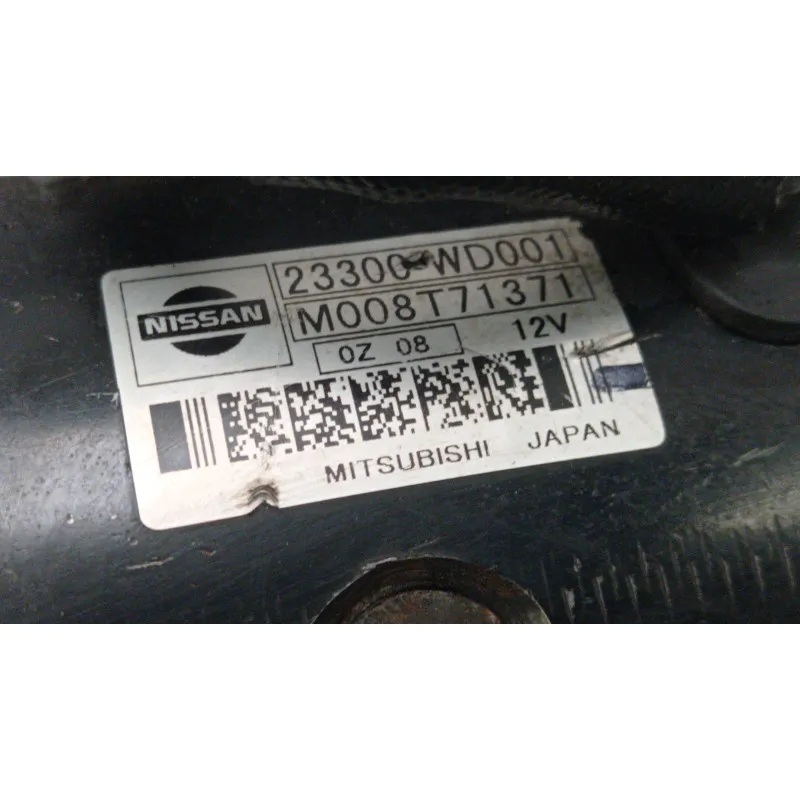 NISSAN
23300-WD001
M008T71371
0Z 08
12V
MITSUBISHI JAPAN